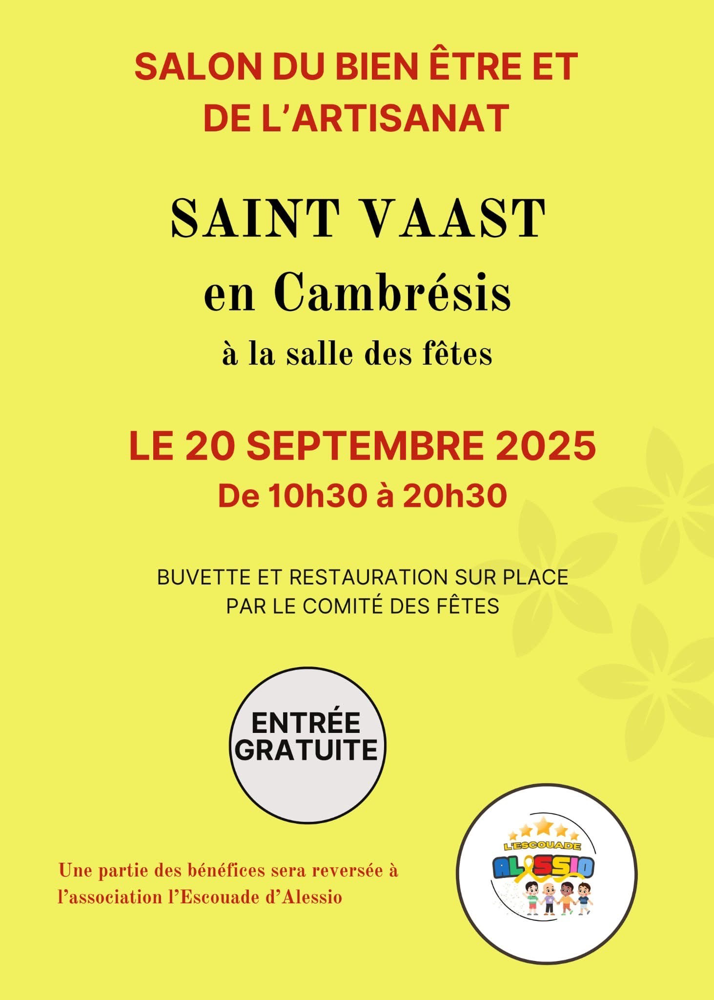 SALON DU BIEN ÊTRE ET
DE L’ARTISANAT
SAINT VAAST
en Cambrésis
à la salle des fêtes
LE 20 SEPTEMBRE 2025
De 10h30 à 20h30
BUVETTE ET RESTAURATION SUR PLACE
PAR LE COMITÉ DES FÊTES
ENTRÉE
GRATUITE
Une partie des bénéfices sera reversée à
l’association l’Escouade d’Alessio
L'ESCOUADE
ALESSIO